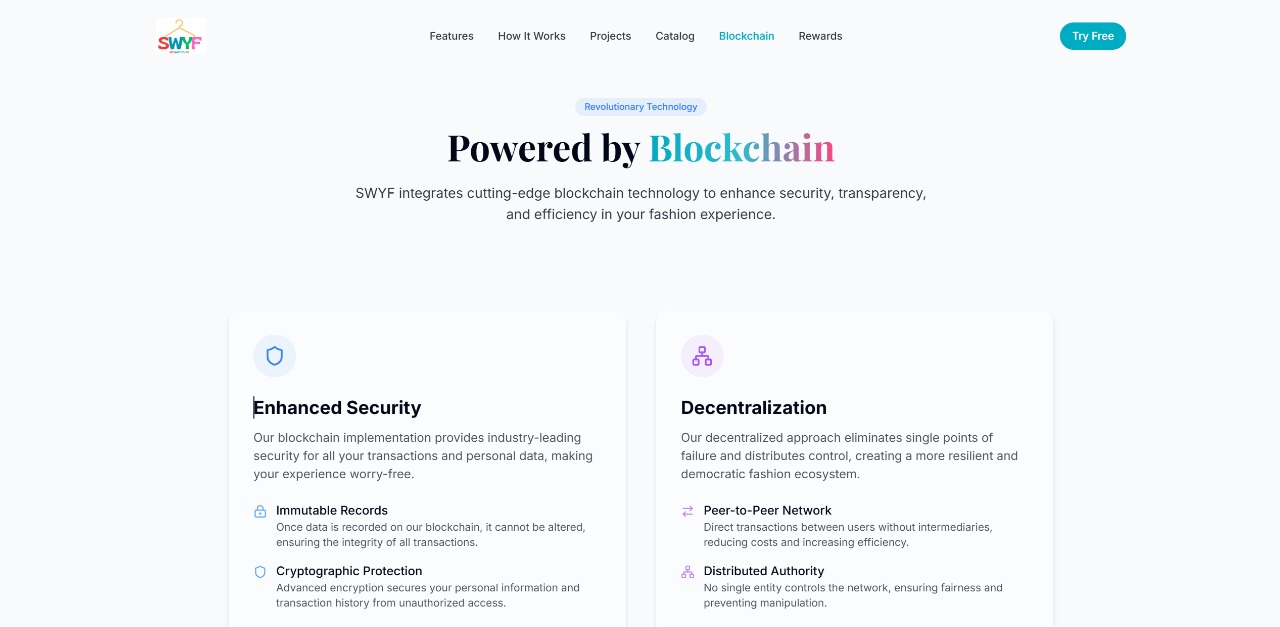 SWYF
Features
How It Works
Projects
Catalog
Blockchain
Rewards
Try Free
Revolutionary Technology
Powered by Blockchain
SWYF integrates cutting-edge blockchain technology to enhance security, transparency,
and efficiency in your fashion experience.
Enhanced Security
Our blockchain implementation provides industry-leading
security for all your transactions and personal data, making
your experience worry-free.
Immutable Records
Once data is recorded on our blockchain, it cannot be altered,
ensuring the integrity of all transactions.
Cryptographic Protection
Advanced encryption secures your personal information and
transaction history from unauthorized access.
Decentralization
Our decentralized approach eliminates single points of
failure and distributes control, creating a more resilient and
democratic fashion ecosystem.
Peer-to-Peer Network
Direct transactions between users without intermediaries,
reducing costs and increasing efficiency.
Distributed Authority
No single entity controls the network, ensuring fairness and
preventing manipulation.